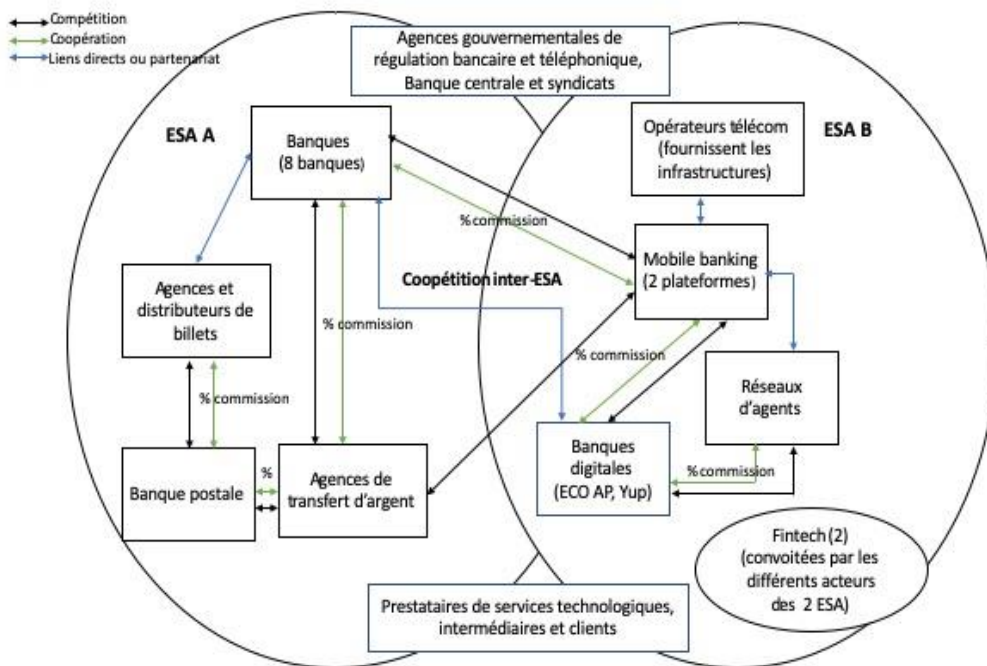 Compétition
Coopération
Liens directs ou partenariat
Agences gouvernementales de
régulation bancaire et téléphonique,
Banque centrale et syndicats
ESA A
Banques
(8 banques)
Opérateurs télécom
(fournissent les
infrastructures)
ESA B
% commission
Mobile banking
(2 plateformes)
Coopétition inter-ESA
Agences et
distributeurs de
billets
% commission
% commission
Réseaux
d'agents
% commission
Banque postale
%
Agences de
transfert d'argent
Banques
digitales
(ECO AP, Yup)
% commission
Fintech (2)
(convoitées par les
différents acteurs
des 2 ESA)
Prestataires de services technologiques,
intermédiaires et clients